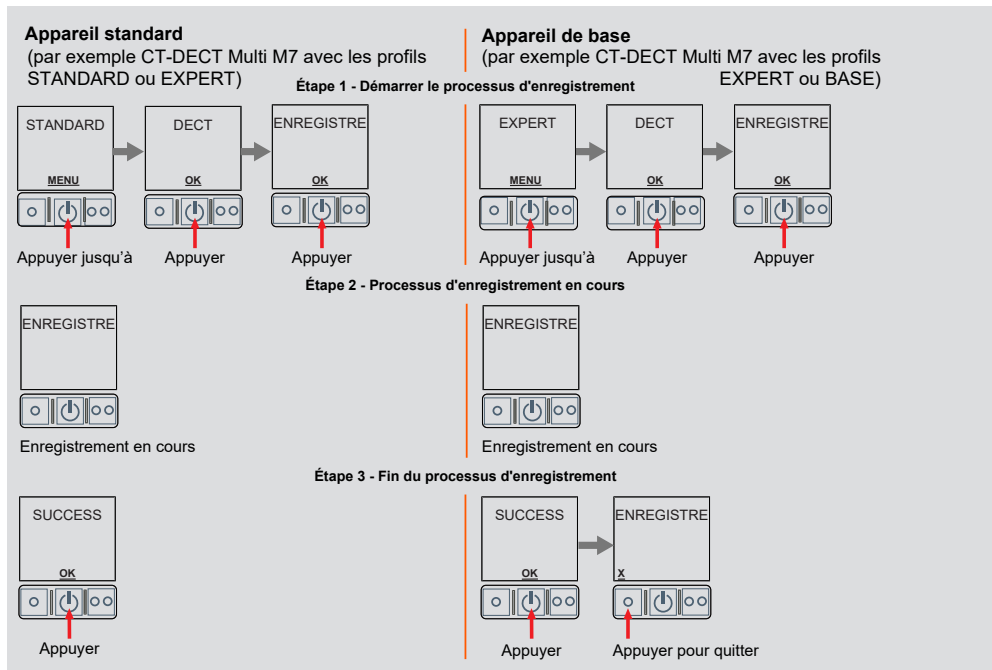 Appareil standard
(par exemple CT-DECT Multi M7 avec les profils
STANDARD ou EXPERT)
Appareil de base
(par exemple CT-DECT Multi M7 avec les profils
EXPERT ou BASE)
Étape 1 - Démarrer le processus d'enregistrement
STANDARD
MENU
DECT
OK
ENREGISTRE
OK
Appuyer jusqu'à
Appuyer
Appuyer
EXPERT
MENU
DECT
OK
ENREGISTRE
OK
Appuyer jusqu'à
Appuyer
Appuyer
Étape 2 - Processus d'enregistrement en cours
ENREGISTRE
Enregistrement en cours
ENREGISTRE
Enregistrement en cours
Étape 3 - Fin du processus d'enregistrement
SUCCESS
OK
Appuyer
SUCCESS
OK
Appuyer
ENREGISTRE
X
Appuyer pour quitter